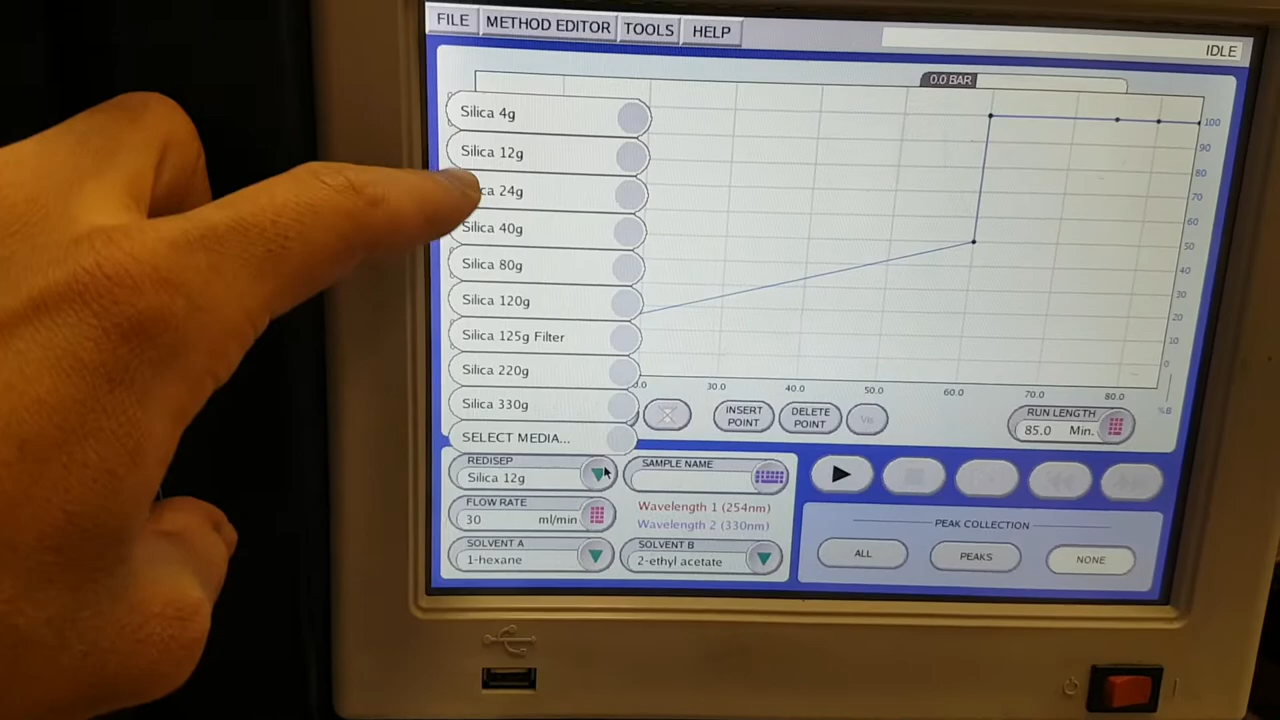 FILE METHOD EDITOR TOOLS HELP
IDLE
0.0 BAR
Silica 4g
Silica 12g
ca 24g
Silica 40g
Silica 80g
Silica 120g
Silica 125g Filter
Silica 220g
Silica 330g
SELECT MEDIA...
100
90
80
70
60
50
40
30
20
10
0
%B
30.0 40.0 50.0 60.0 70.0 80.0
INSERT
POINT
DELETE
POINT
RUN LENGTH
85.0 Min.
REDISEP
Silica 12g
SAMPLE NAME
FLOW RATE
30 ml/min
Wavelength 1 (254nm)
Wavelength 2 (330nm)
SOLVENT A
1-hexane
SOLVENT B
2-ethyl acetate
PEAK COLLECTION
ALL
PEAKS
NONE